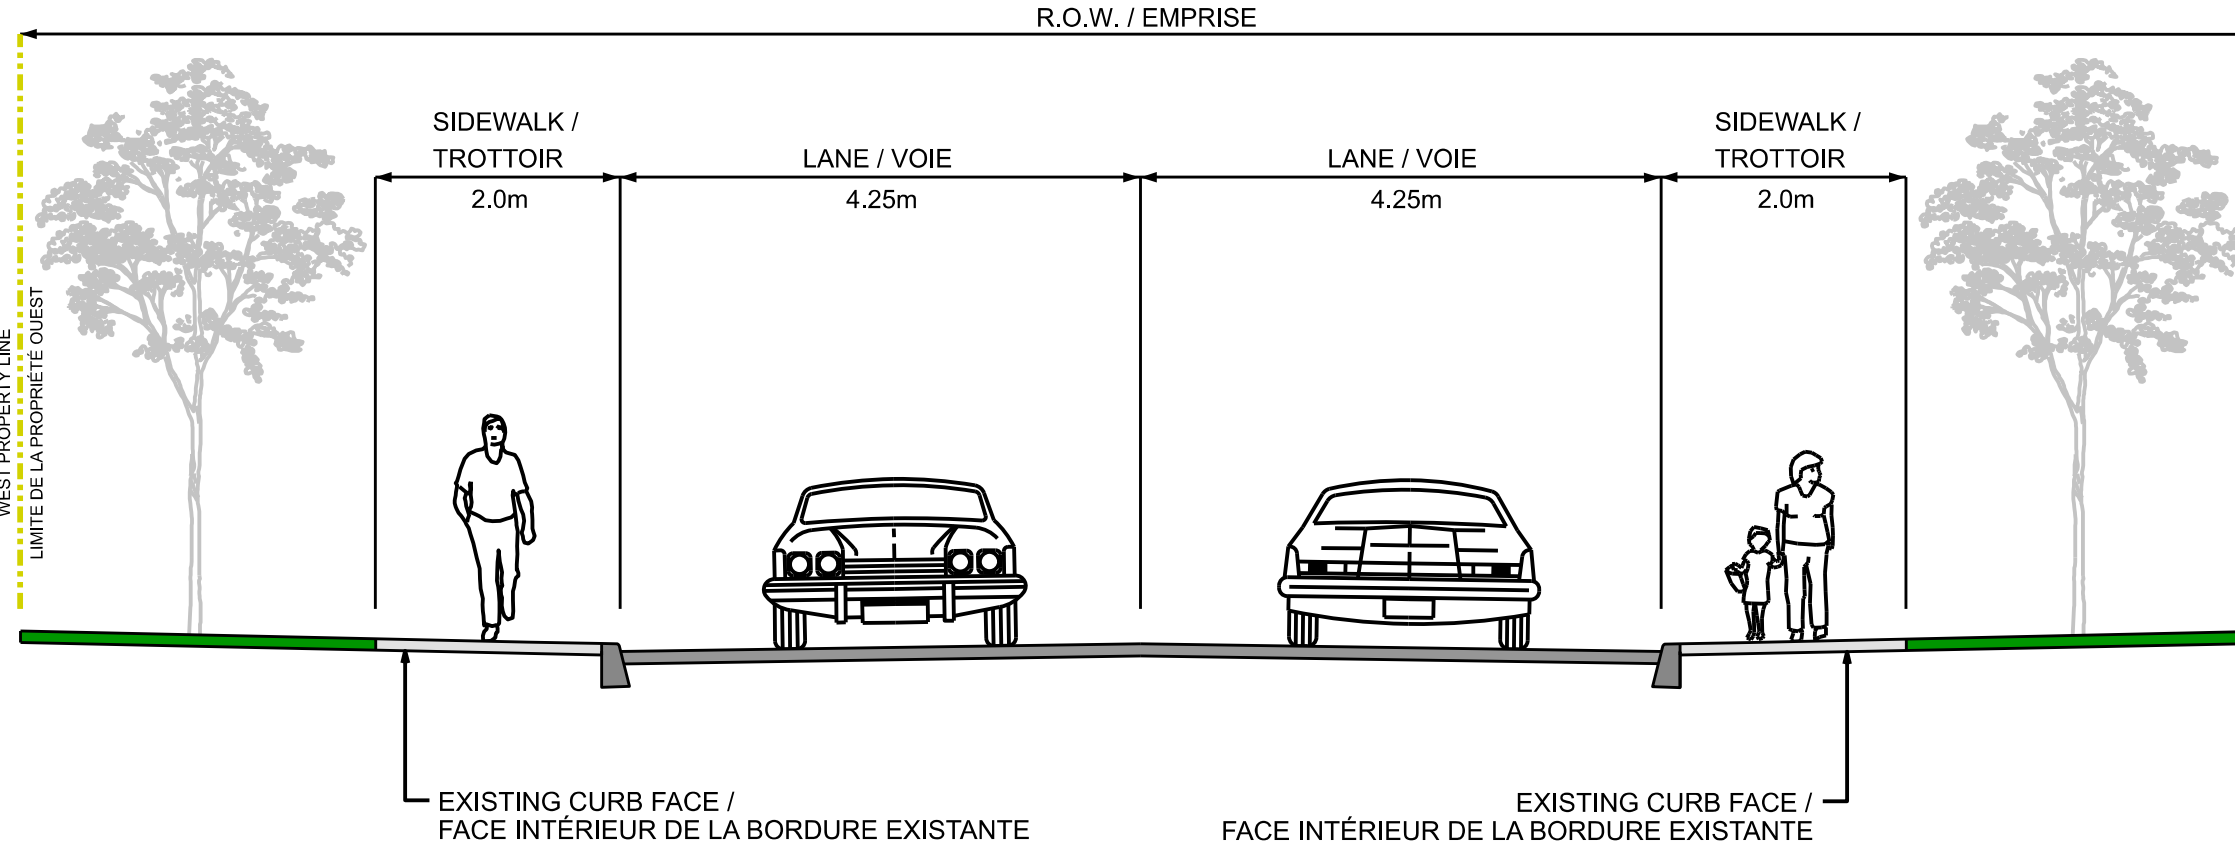 R.O.W. / EMPRISE
SIDEWALK /
TROTTOIR
2.0m
LANE / VOIE
4.25m
LANE / VOIE
4.25m
SIDEWALK /
TROTTOIR
2.0m
WEST PROPERTY LINE
LIMITE DE LA PROPRIÉTÉ OUEST
EXISTING CURB FACE /
FACE INTÉRIEUR DE LA BORDURE EXISTANTE
EXISTING CURB FACE /
FACE INTÉRIEUR DE LA BORDURE EXISTANTE